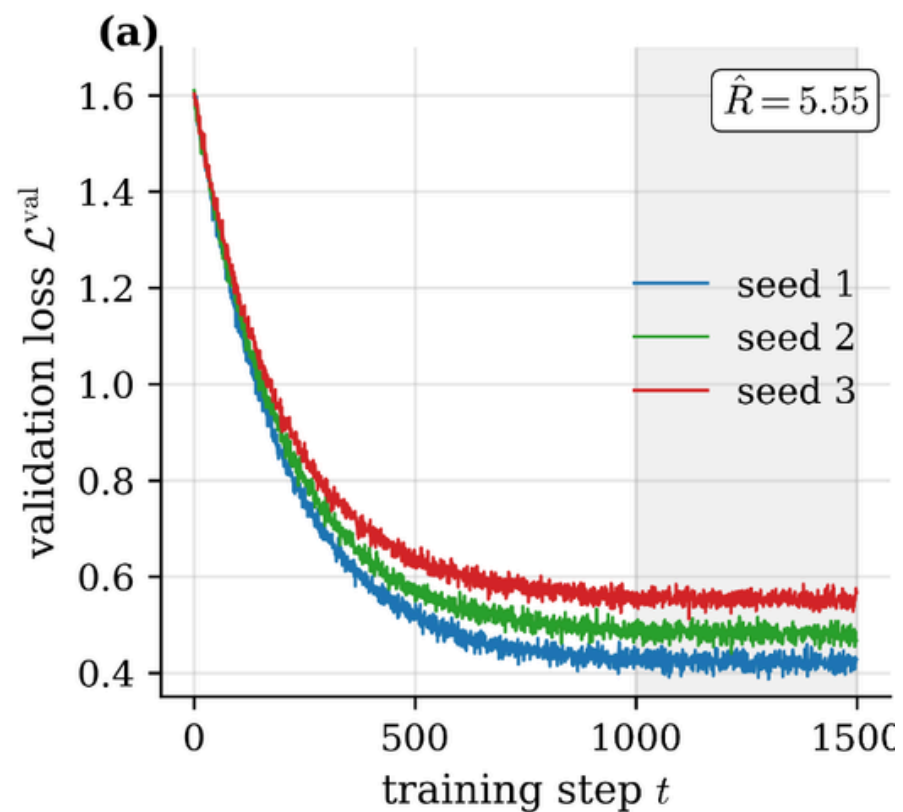 (a)
R̂ = 5.55
1.6
1.4
1.2
1.0
0.8
0.6
0.4
validation loss ℒ^val
seed 1
seed 2
seed 3
0 500 1000 1500
training step t